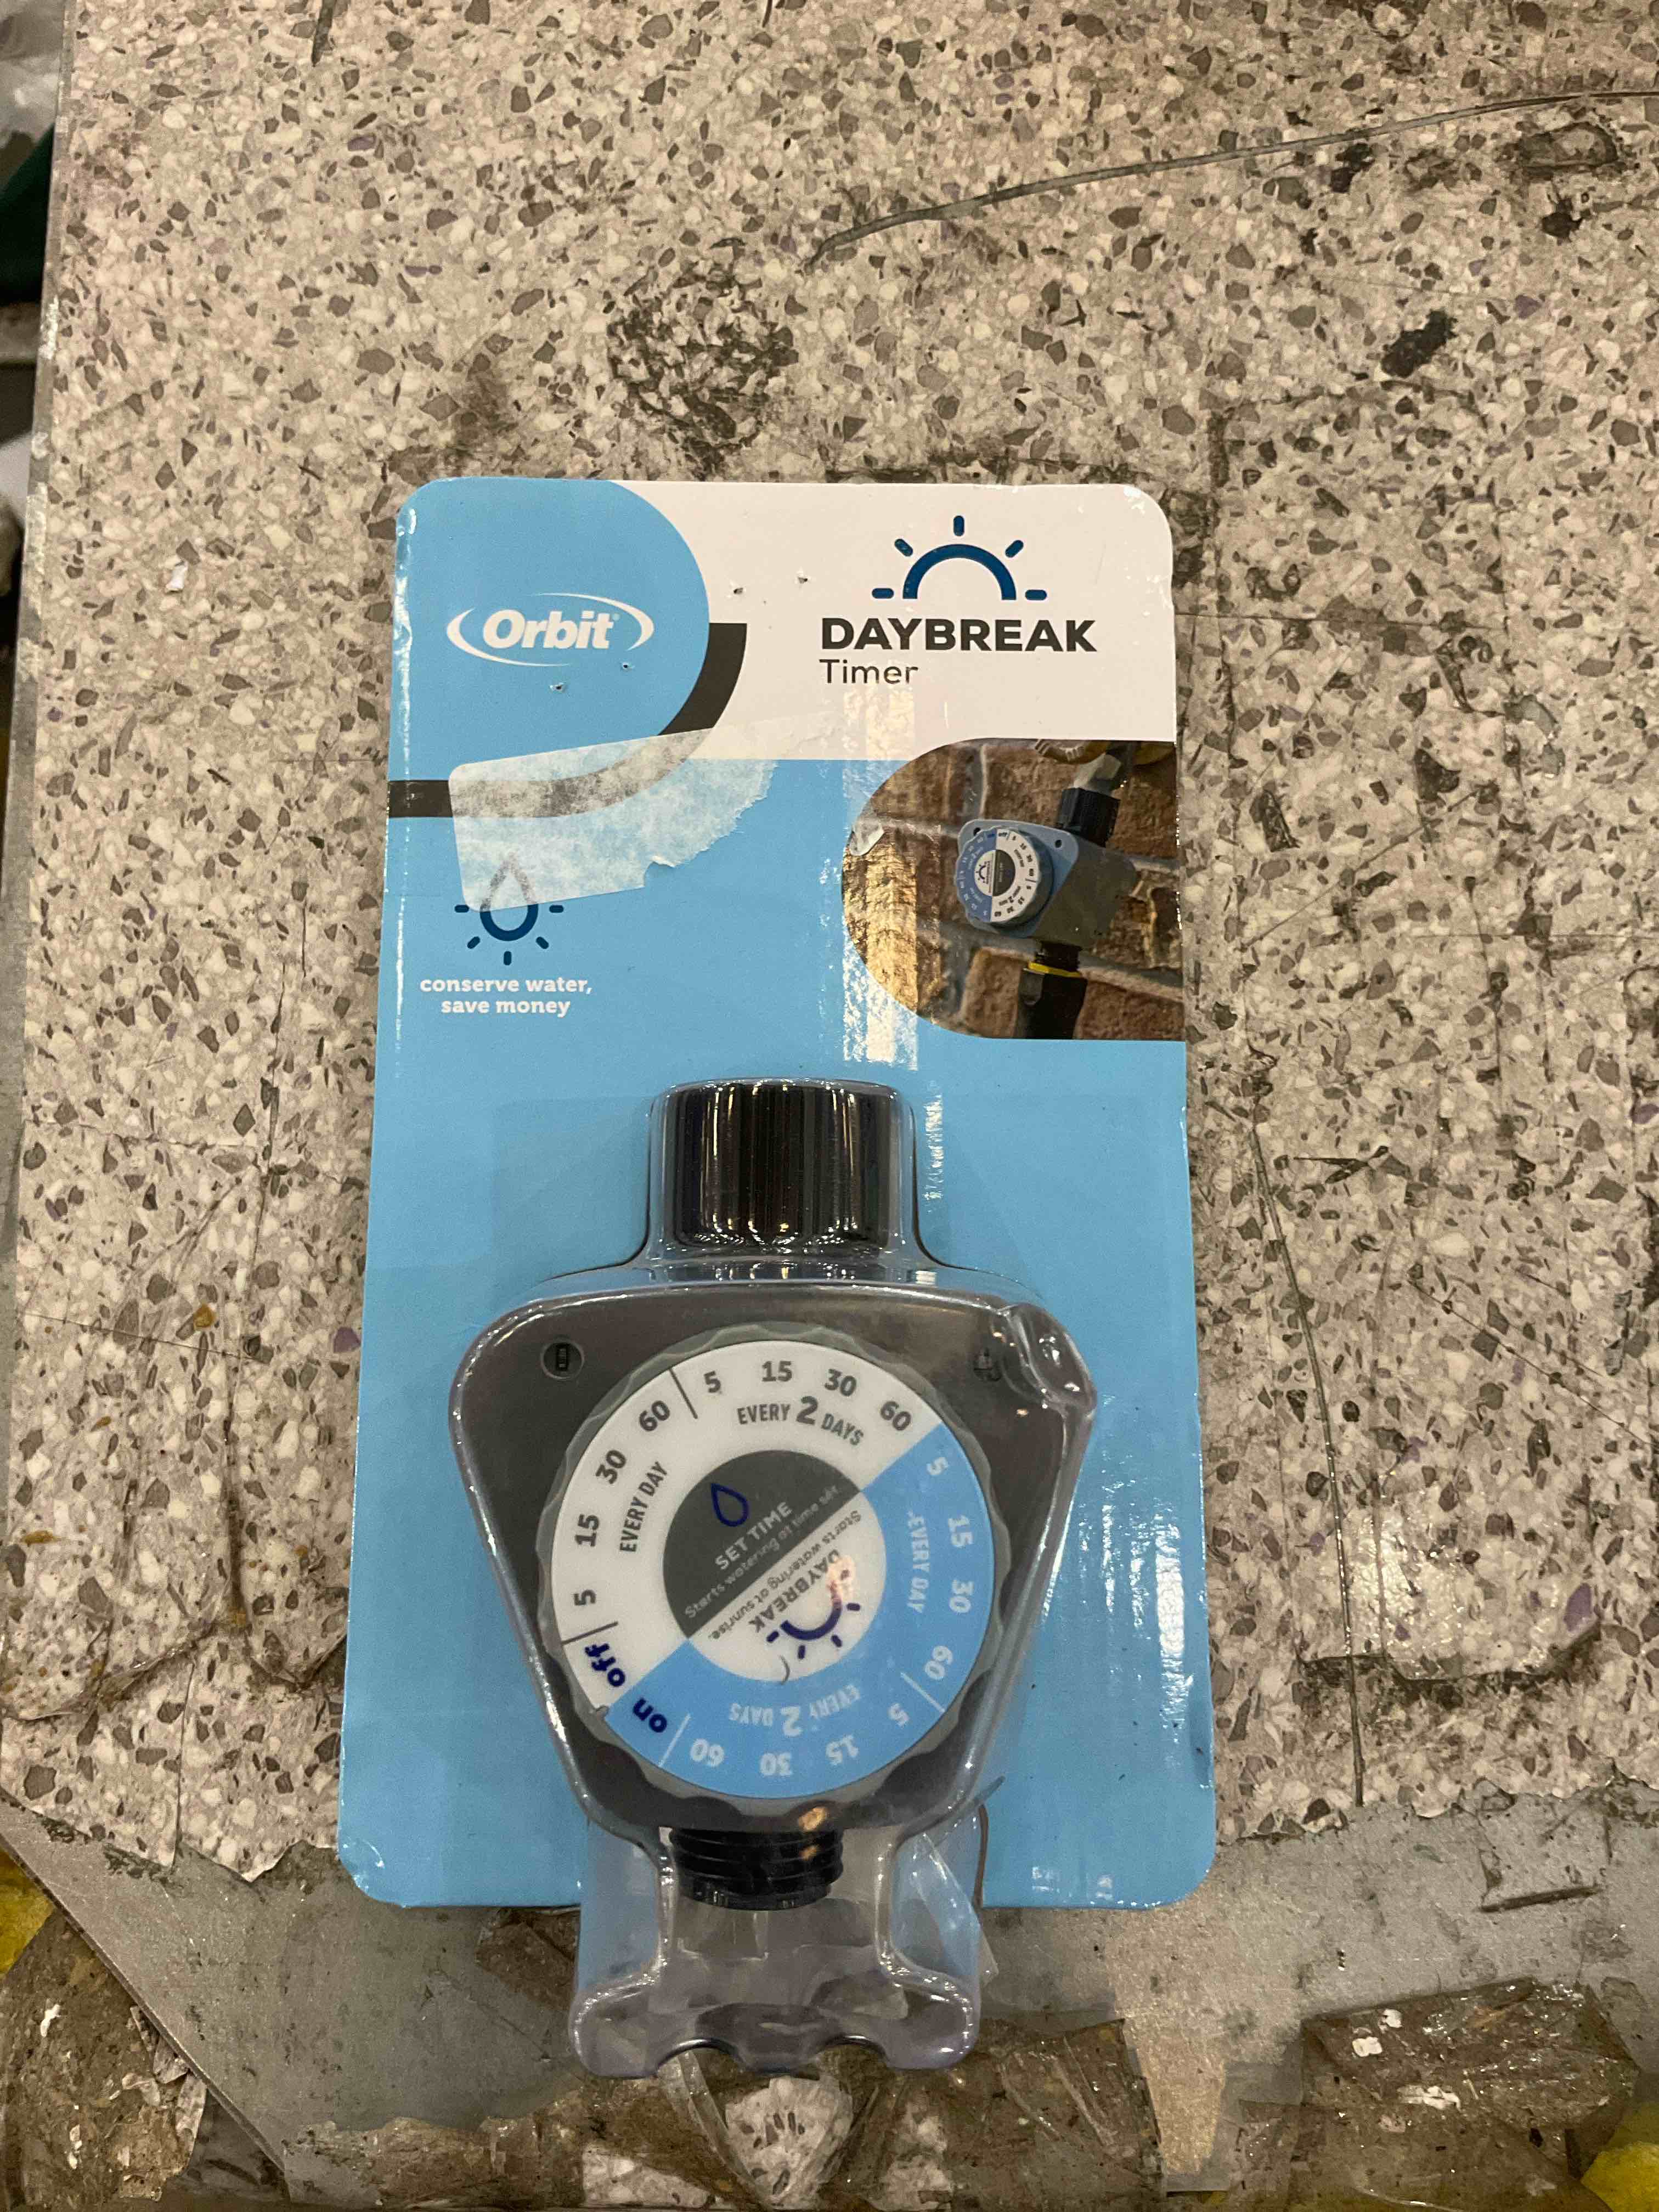 Orbit
DAYBREAK
Timer
conserve water,
save money
5 15 30 60
EVERY 2 DAYS
5 15 30 60
EVERY DAY
5 15 30 60
EVERY DAY
5 15 30 60
EVERY 2 DAYS
off
on
SET TIME
Starts watering at time set.
DAYBREAK
Starts watering at sunrise.